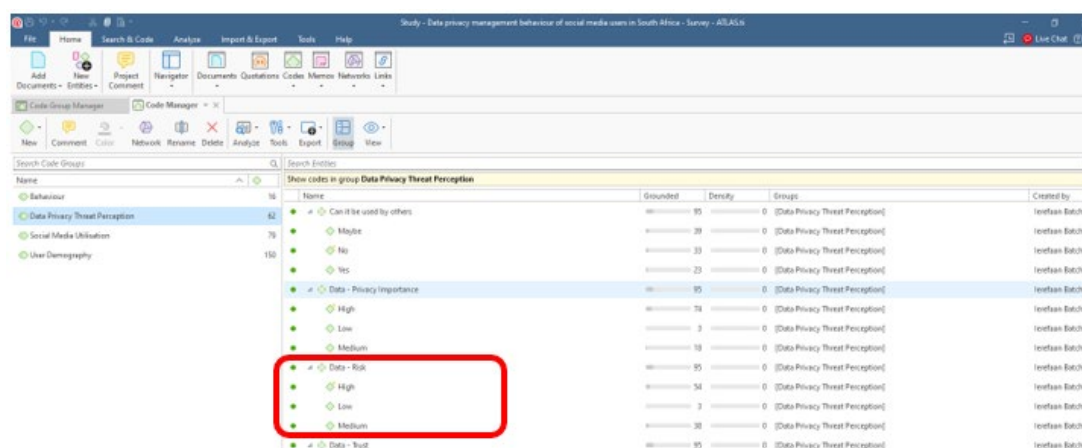 Study - Data privacy management behaviour of social media users in South Africa - Survey - ATLAS.ti
File Home Search & Code Analyze Import & Export Tools Help Live Chat
Add Documents New Entities Project Comment Navigator Documents Quotations Codes Memos Networks Links
Code Group Manager Code Manager
New Comment Color Network Rename Delete Analyze Tools Export Group View
Search Code Groups Search Entities
Name Show codes in group Data Privacy Threat Perception
Behaviour 16 Name Grounded Density Groups Created by
Data Privacy Threat Perception 62 Can it be used by others 95 0 [Data Privacy Threat Perception]
Social Media Utilisation 79 Maybe 39 0 [Data Privacy Threat Perception]
No 33 0 [Data Privacy Threat Perception]
User Demography 150 Yes 23 0 [Data Privacy Threat Perception]
Data - Privacy Importance 95 0 [Data Privacy Threat Perception]
High 74 0 [Data Privacy Threat Perception]
Low 3 0 [Data Privacy Threat Perception]
Medium 18 0 [Data Privacy Threat Perception]
Data - Risk 95 0 [Data Privacy Threat Perception]
High 54 0 [Data Privacy Threat Perception]
Low 3 0 [Data Privacy Threat Perception]
Medium 38 0 [Data Privacy Threat Perception]
Data - Trust 95 0 [Data Privacy Threat Perception]